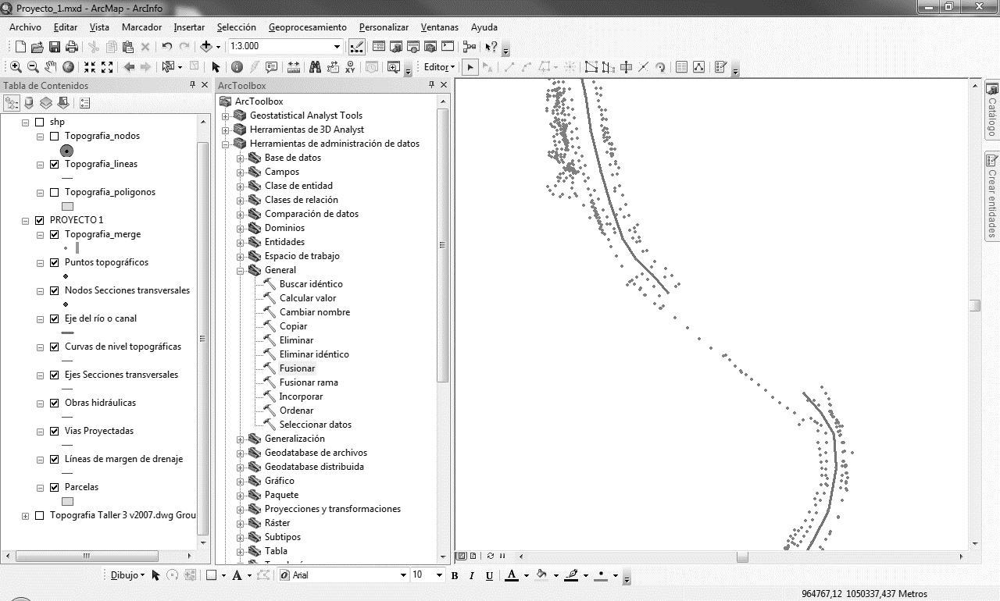 Proyecto_1.mxd - ArcMap - ArcInfo
Archivo Editar Vista Marcador Insertar Selección Geoprocesamiento Personalizar Ventanas Ayuda
1:3.000
Editor
Tabla de Contenidos
shp
Topografia_nodos
Topografia_lineas
Topografia_poligonos
PROYECTO 1
Topografia_merge
Puntos topográficos
Nodos Secciones transversales
Eje del río o canal
Curvas de nivel topográficas
Ejes Secciones transversales
Obras hidráulicas
Vias Proyectadas
Líneas de margen de drenaje
Parcelas
Topografia Taller 3 v2007.dwg Grou
ArcToolbox
ArcToolbox
Geostatistical Analyst Tools
Herramientas de 3D Analyst
Herramientas de administración de datos
Base de datos
Campos
Clase de entidad
Clases de relación
Comparación de datos
Dominios
Entidades
Espacio de trabajo
General
Buscar idéntico
Calcular valor
Cambiar nombre
Copiar
Eliminar
Eliminar idéntico
Fusionar
Fusionar rama
Incorporar
Ordenar
Seleccionar datos
Generalización
Geodatabase de archivos
Geodatabase distribuida
Gráfico
Paquete
Proyecciones y transformaciones
Ráster
Subtipos
Tabla
Catálogo
Crear entidades
Dibujo A Arial 10 B I U A
964767,12 1050337,437 Metros